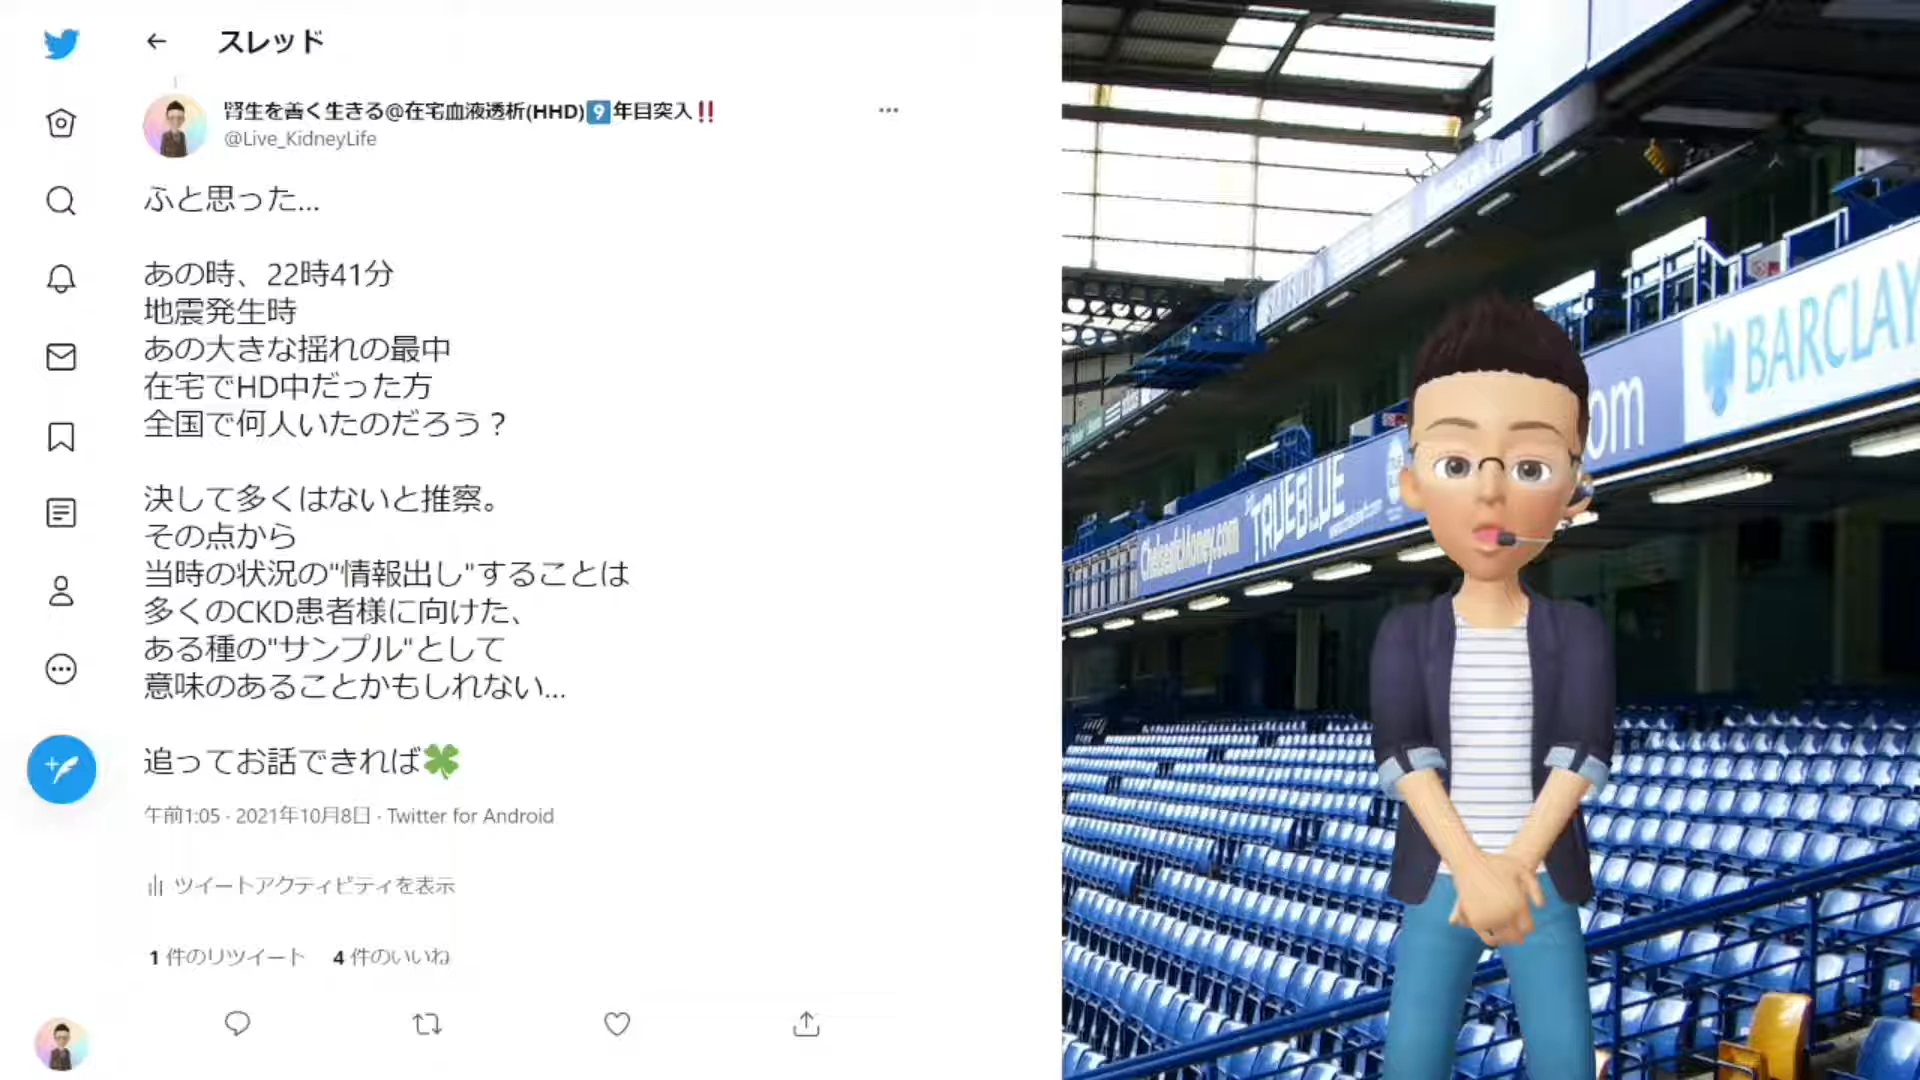 スレッド
腎生を善く生きる@在宅血液透析(HHD)9️⃣年目突入‼️
@Live_KidneyLife
ふと思った...
あの時、22時41分
地震発生時
あの大きな揺れの最中
在宅でHD中だった方
全国で何人いたのだろう？
決して多くはないと推察。
その点から
当時の状況の"情報出し"することは
多くのCKD患者様に向けた、
ある種の"サンプル"として
意味のあることかもしれない...
追ってお話できれば🍀
午前1:05 · 2021年10月8日 · Twitter for Android
ツイートアクティビティを表示
1 件のリツイート 4 件のいいね
SAMSUNG
BARCLAY
om
TRUEBLUE
Chelseafcmoney.com